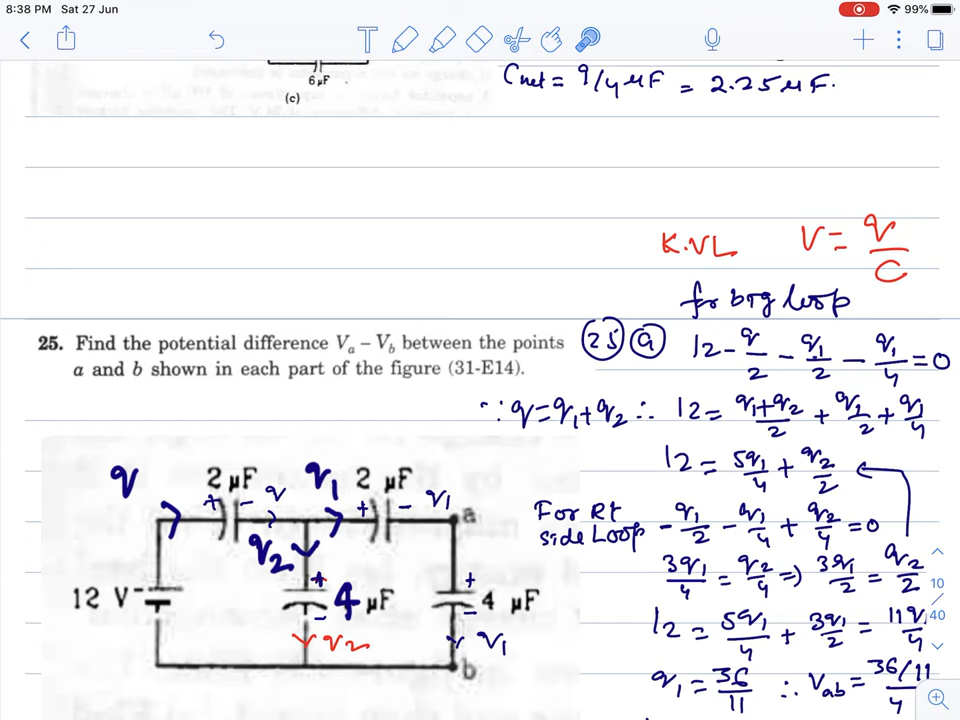 8:38 PM Sat 27 Jun
99%
6 μF
(c)
Cnet = 9/4 μF = 2.25 μF.
K.VL V = q/C
for big loop
25. Find the potential difference Va – Vb between the points
a and b shown in each part of the figure (31-E14).
25 a 12 - q/2 - q1/2 - q1/4 = 0
∵ q = q1 + q2 ∴ 12 = (q1+q2)/2 + q1/2 + q1/4
12 = 5q1/4 + q2/2
For Rt
side Loop - q1/2 - q1/4 + q2/4 = 0
3q1/4 = q2/4 => 3q1/2 = q2/2
12 = 5q1/4 + 3q1/2 = 11q1/4
q1 = 36/11 ∴ Vab = 36/11 / 4
q 2 μF q1 2 μF
+ - q + - q1 a
q2
12 V + - 4 μF + - 4 μF
q2 q1
b
10
40